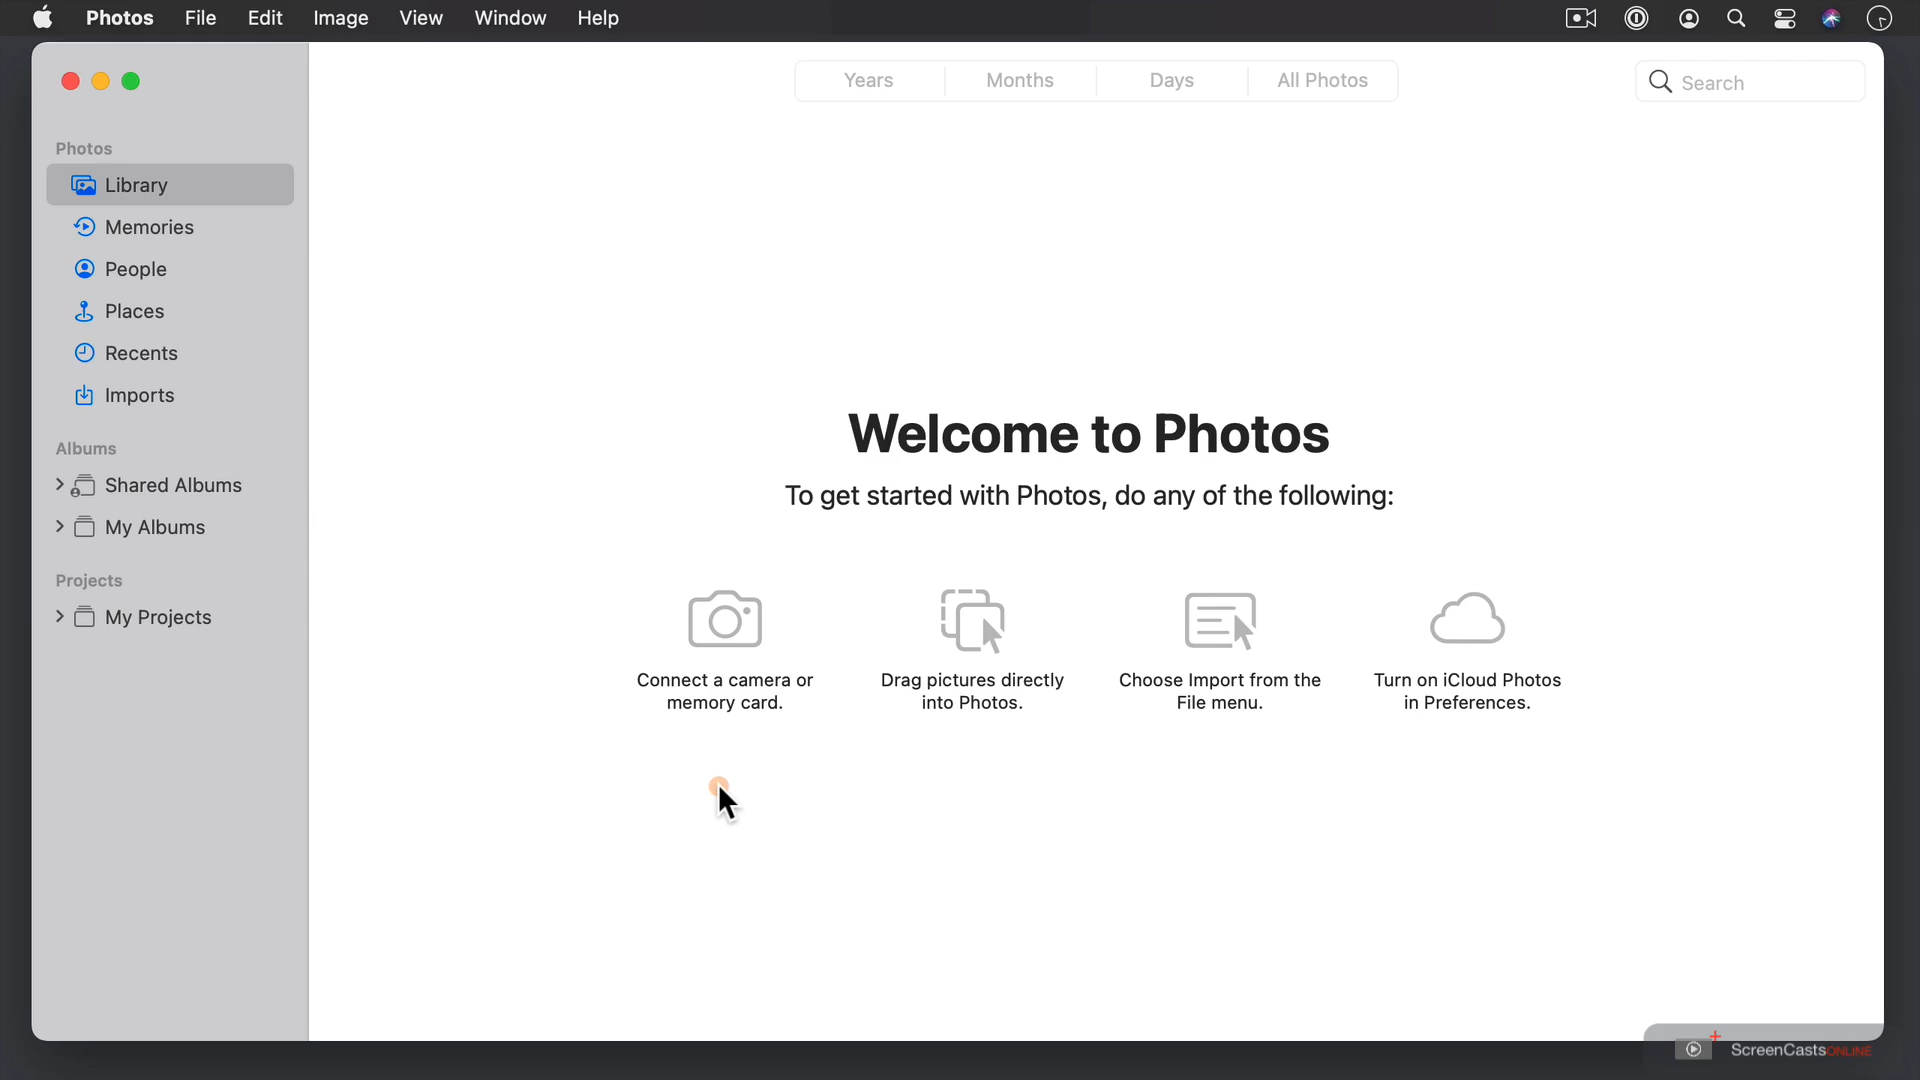 Photos File Edit Image View Window Help
Years Months Days All Photos
Search
Photos
Library
Memories
People
Places
Recents
Imports
Albums
Shared Albums
My Albums
Projects
My Projects
Welcome to Photos
To get started with Photos, do any of the following:
Connect a camera or
memory card.
Drag pictures directly
into Photos.
Choose Import from the
File menu.
Turn on iCloud Photos
in Preferences.
ScreenCastsONLINE